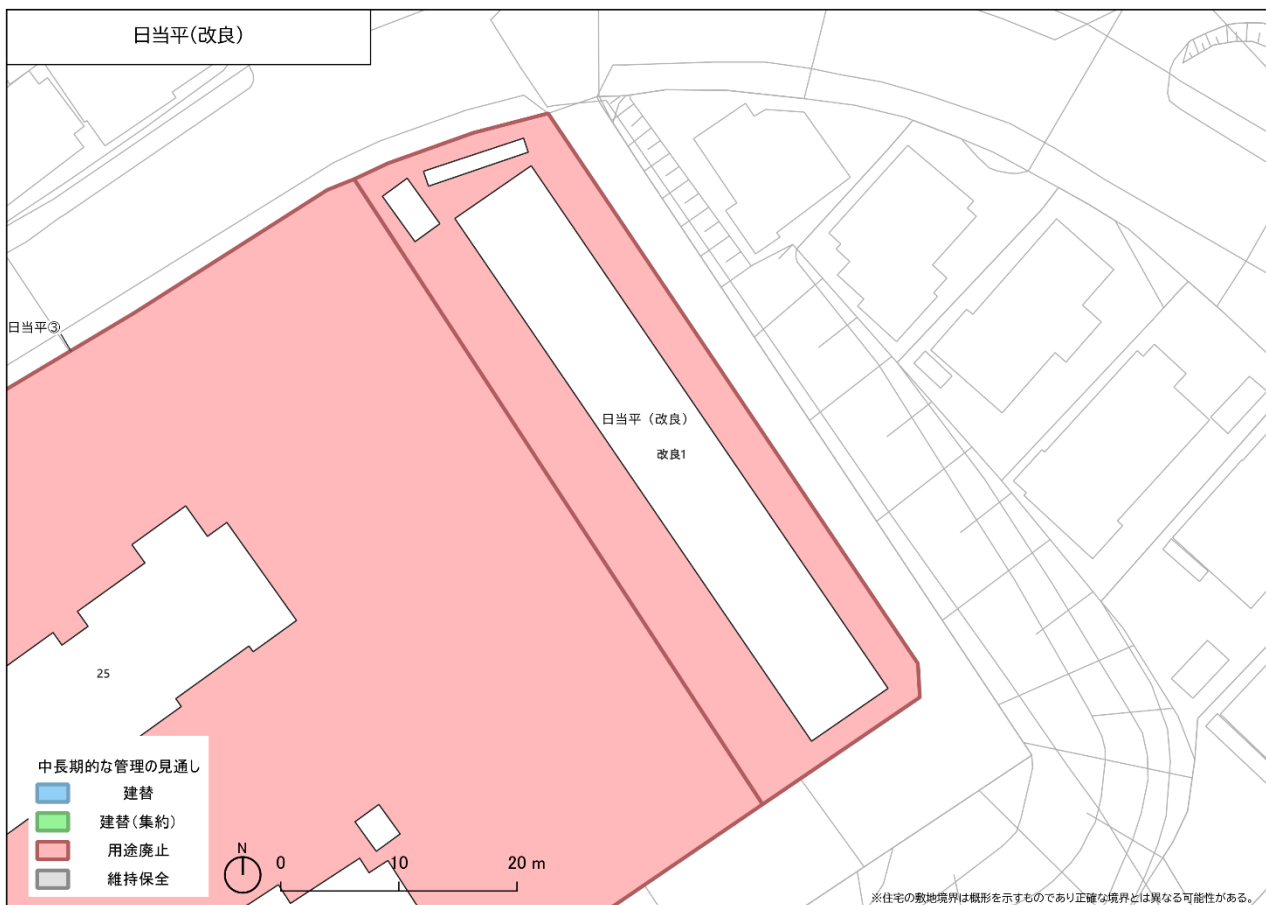 日当平(改良)
日当平③
日当平（改良）
改良1
25
中長期的な管理の見通し
建替
建替(集約)
用途廃止
維持保全
N
0 10 20 m
※住宅の敷地境界は概形を示すものであり正確な境界とは異なる可能性がある。